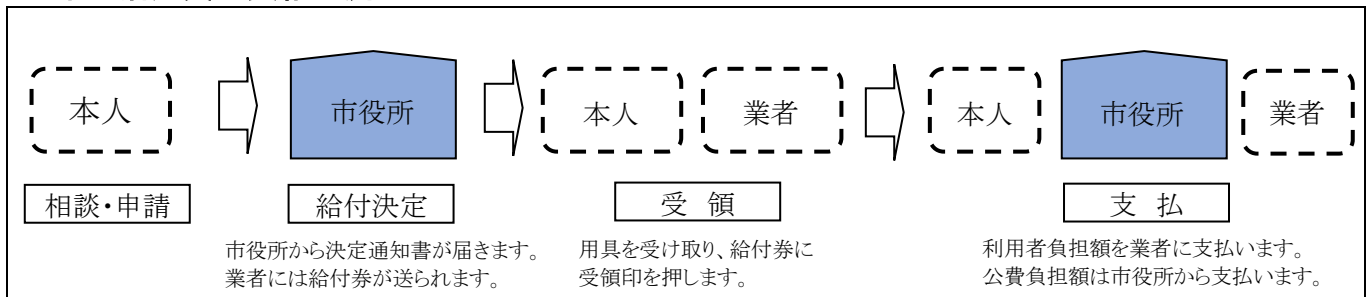 本人
市役所
本人
業者
本人
市役所
業者
相談・申請
給付決定
受 領
支 払
市役所から決定通知書が届きます。
業者には給付券が送られます。
用具を受け取り、給付券に
受領印を押します。
利用者負担額を業者に支払います。
公費負担額は市役所から支払います。